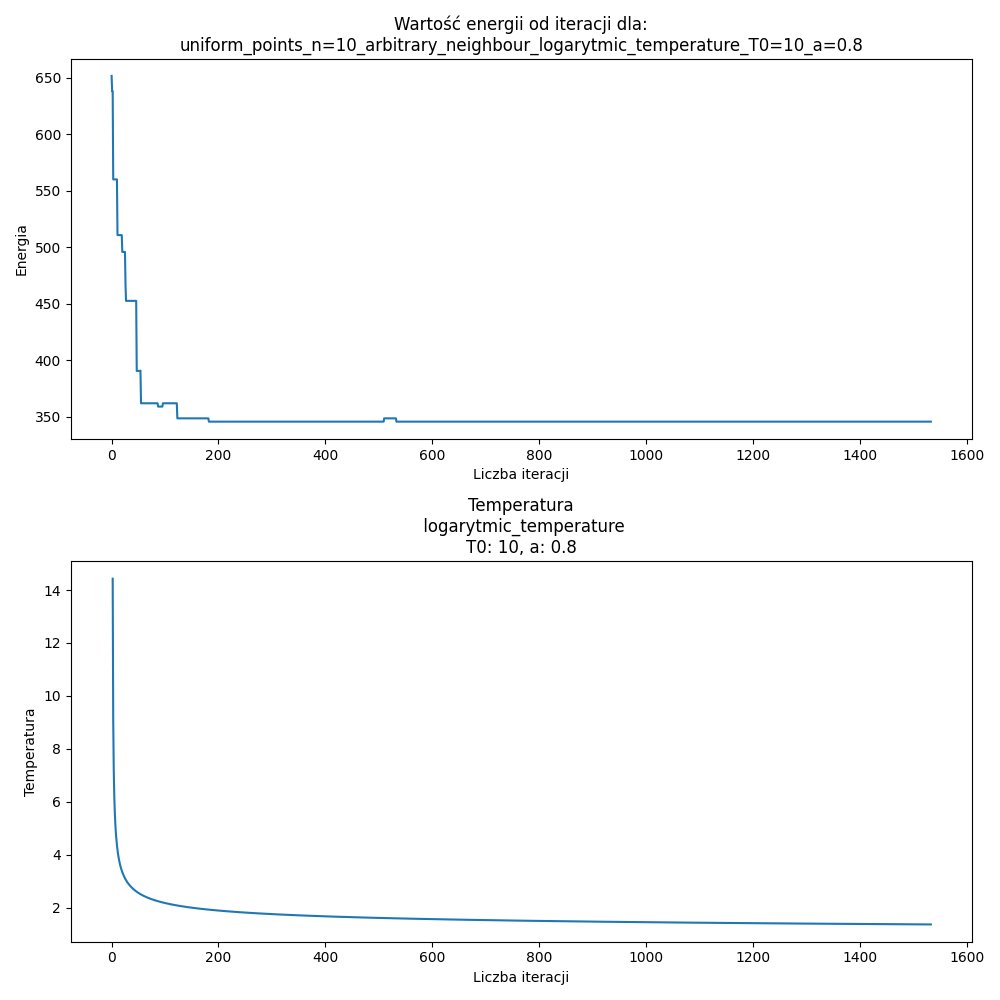 Wartość energii od iteracji dla:
uniform_points_n=10_arbitrary_neighbour_logarytmic_temperature_T0=10_a=0.8
650
600
550
500
450
400
350
Energia
0 200 400 600 800 1000 1200 1400 1600
Liczba iteracji
Temperatura
logarytmic_temperature
T0: 10, a: 0.8
14
12
10
8
6
4
2
Temperatura
0 200 400 600 800 1000 1200 1400 1600
Liczba iteracji